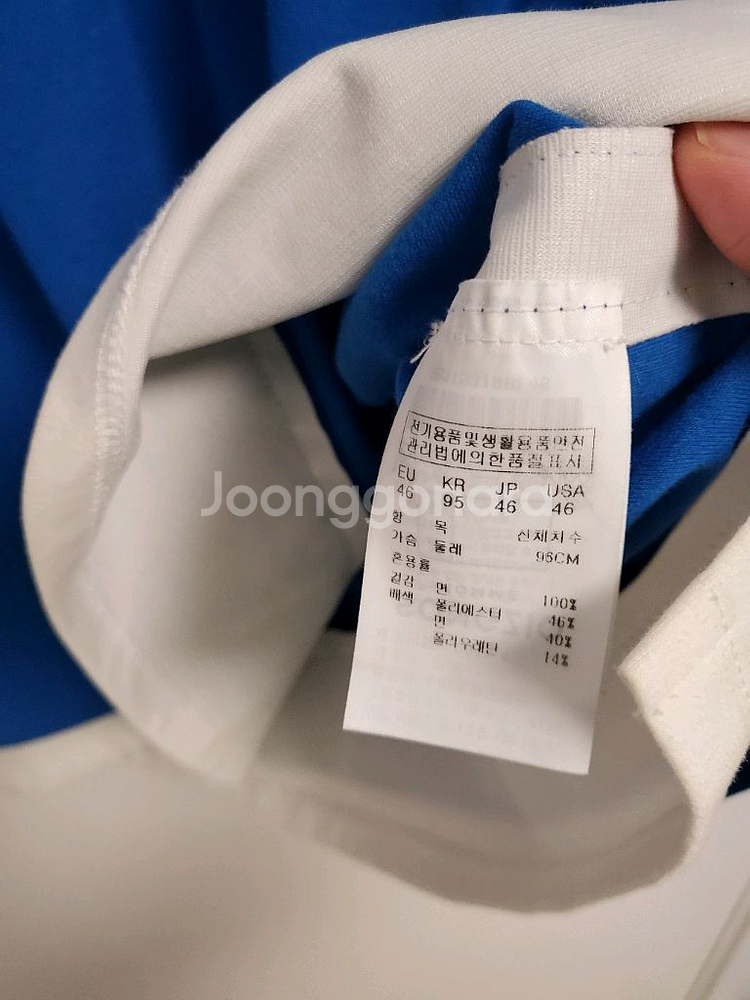 전기용품및생활용품안전
관리법에의한품질표시
EU KR JP USA
46 95 46 46
항 목 신체치수
가슴 둘레 95CM
혼용율
겉감 면 100%
배색 폴리에스터 46%
면 40%
폴리우레탄 14%
Joonggonara